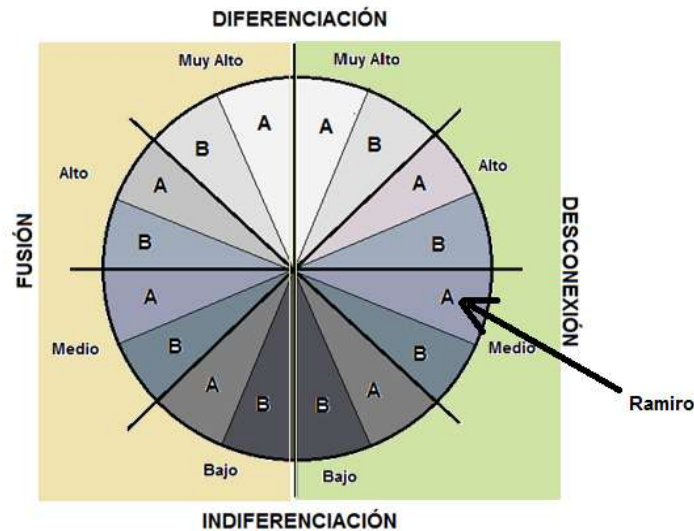 DIFERENCIACIÓN
Muy Alto
Muy Alto
A
A
B
B
Alto
Alto
A
A
B
B
FUSIÓN
DESCONEXIÓN
A
A
Medio
Medio
B
B
Ramiro
A
A
B
B
Bajo
Bajo
INDIFERENCIACIÓN